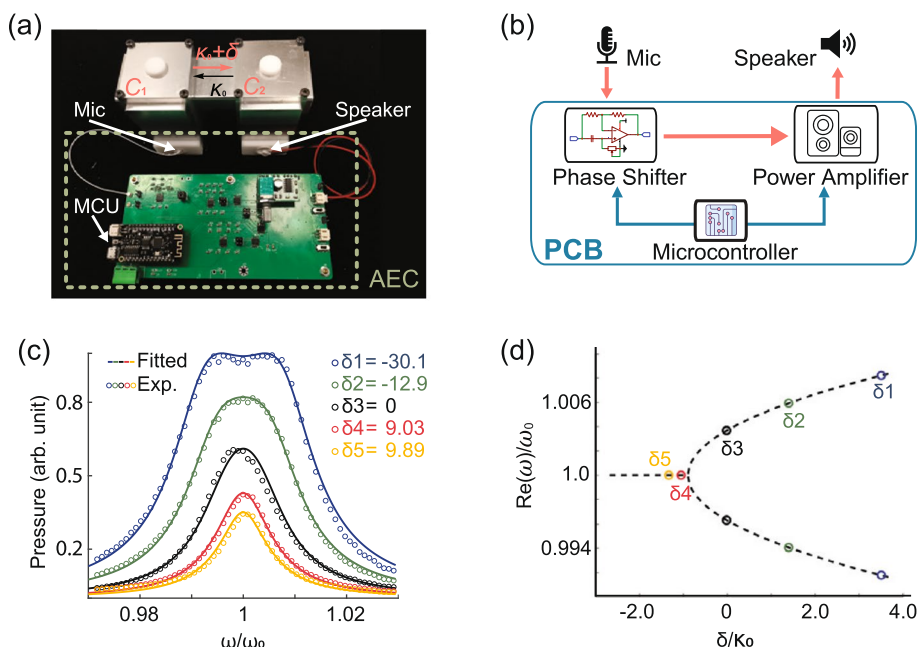 (a)
κ₀+δ
κ₀
C₁
C₂
Mic
Speaker
MCU
AEC
(b)
Mic
Speaker
Phase Shifter
Power Amplifier
Microcontroller
PCB
(c)
Fitted
Exp.
δ1= -30.1
δ2= -12.9
δ3= 0
δ4= 9.03
δ5= 9.89
Pressure (arb. unit)
0.8
0.5
0.2
0.98
1
1.02
ω/ω₀
(d)
Re(ω)/ω₀
1.006
1.0
0.994
δ1
δ2
δ3
δ4
δ5
-2.0
0
2.0
4.0
δ/κ₀